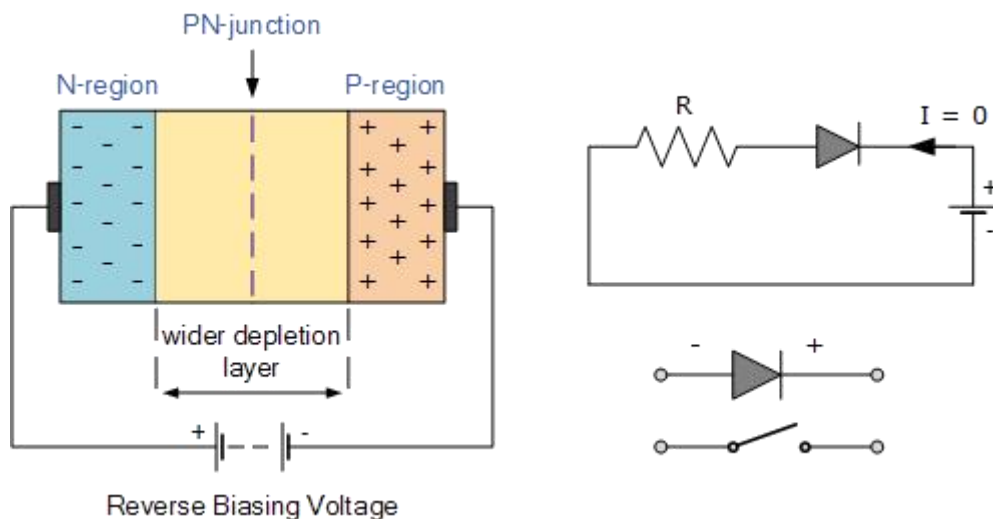 PN-junction
N-region
P-region
wider depletion
layer
+ -
Reverse Biasing Voltage
R
I = 0
+
-
- +